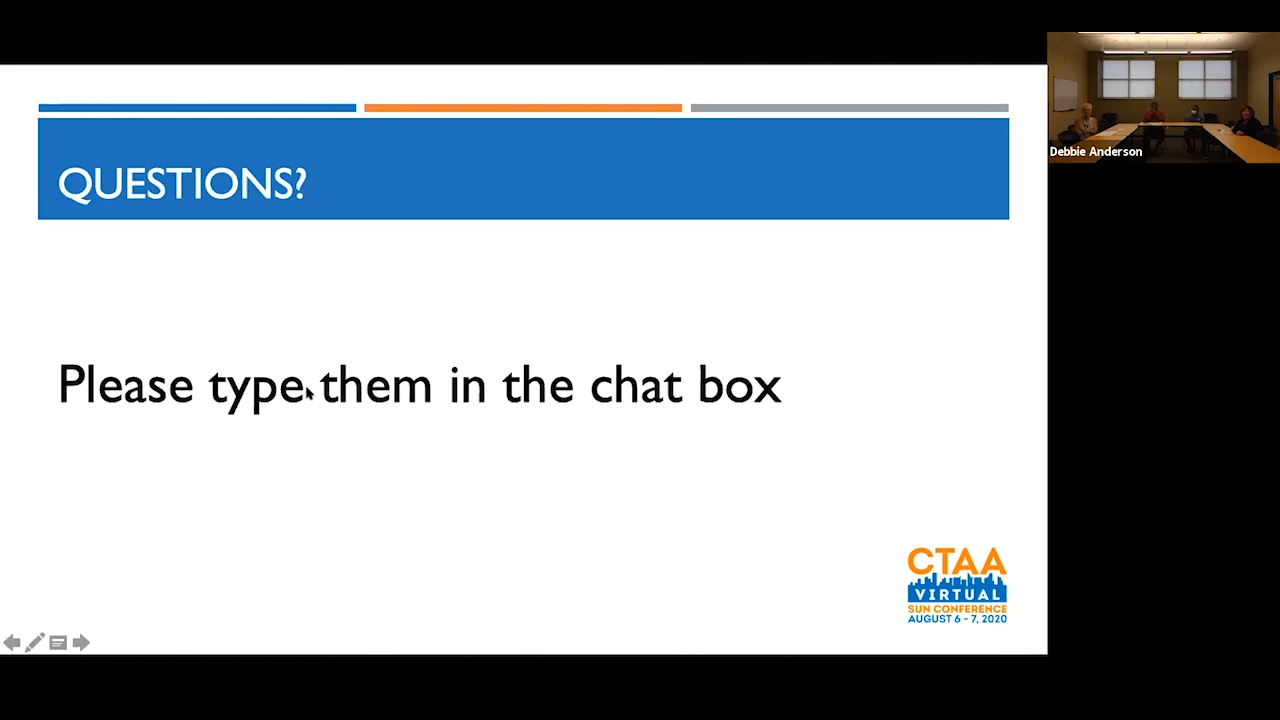 QUESTIONS?
Please type them in the chat box
Debbie Anderson
CTAA
VIRTUAL
SUN CONFERENCE
AUGUST 6 - 7, 2020